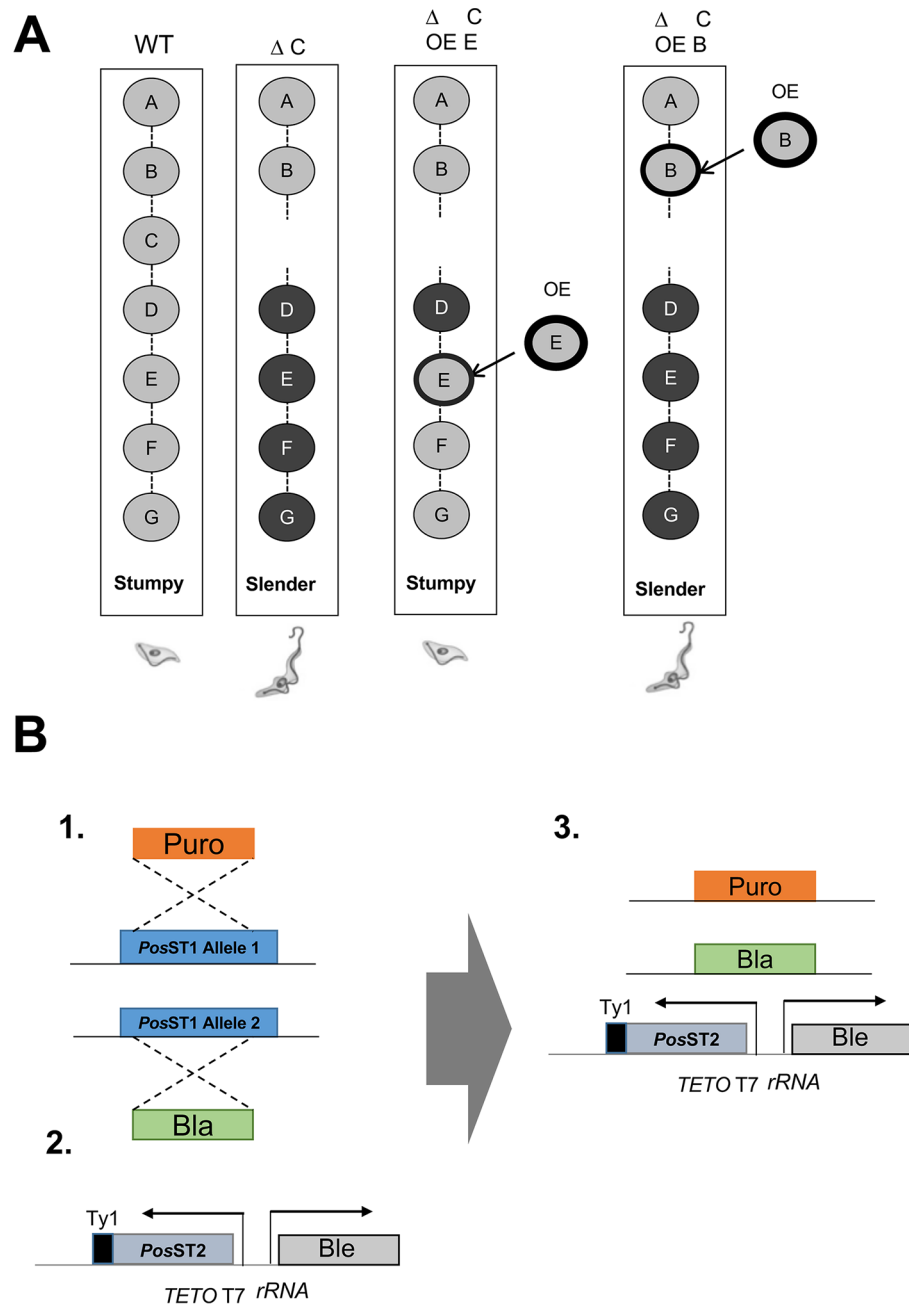 A
WT
A
B
C
D
E
F
G
Stumpy
Δ C
A
B
D
E
F
G
Slender
Δ C
OE E
A
B
D
E
F
G
Stumpy
OE
E
Δ C
OE B
A
B
D
E
F
G
Slender
OE
B
B
1.
Puro
PosST1 Allele 1
PosST1 Allele 2
Bla
2.
Ty1
PosST2
Ble
TETO T7 rRNA
3.
Puro
Bla
Ty1
PosST2
Ble
TETO T7 rRNA